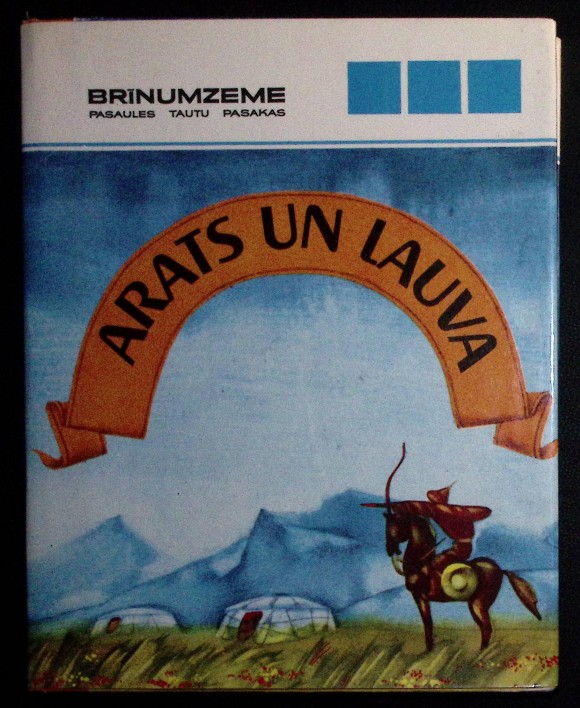 BRĪNUMZEME
PASAULES TAUTU PASAKAS
ARATS UN LAUVA